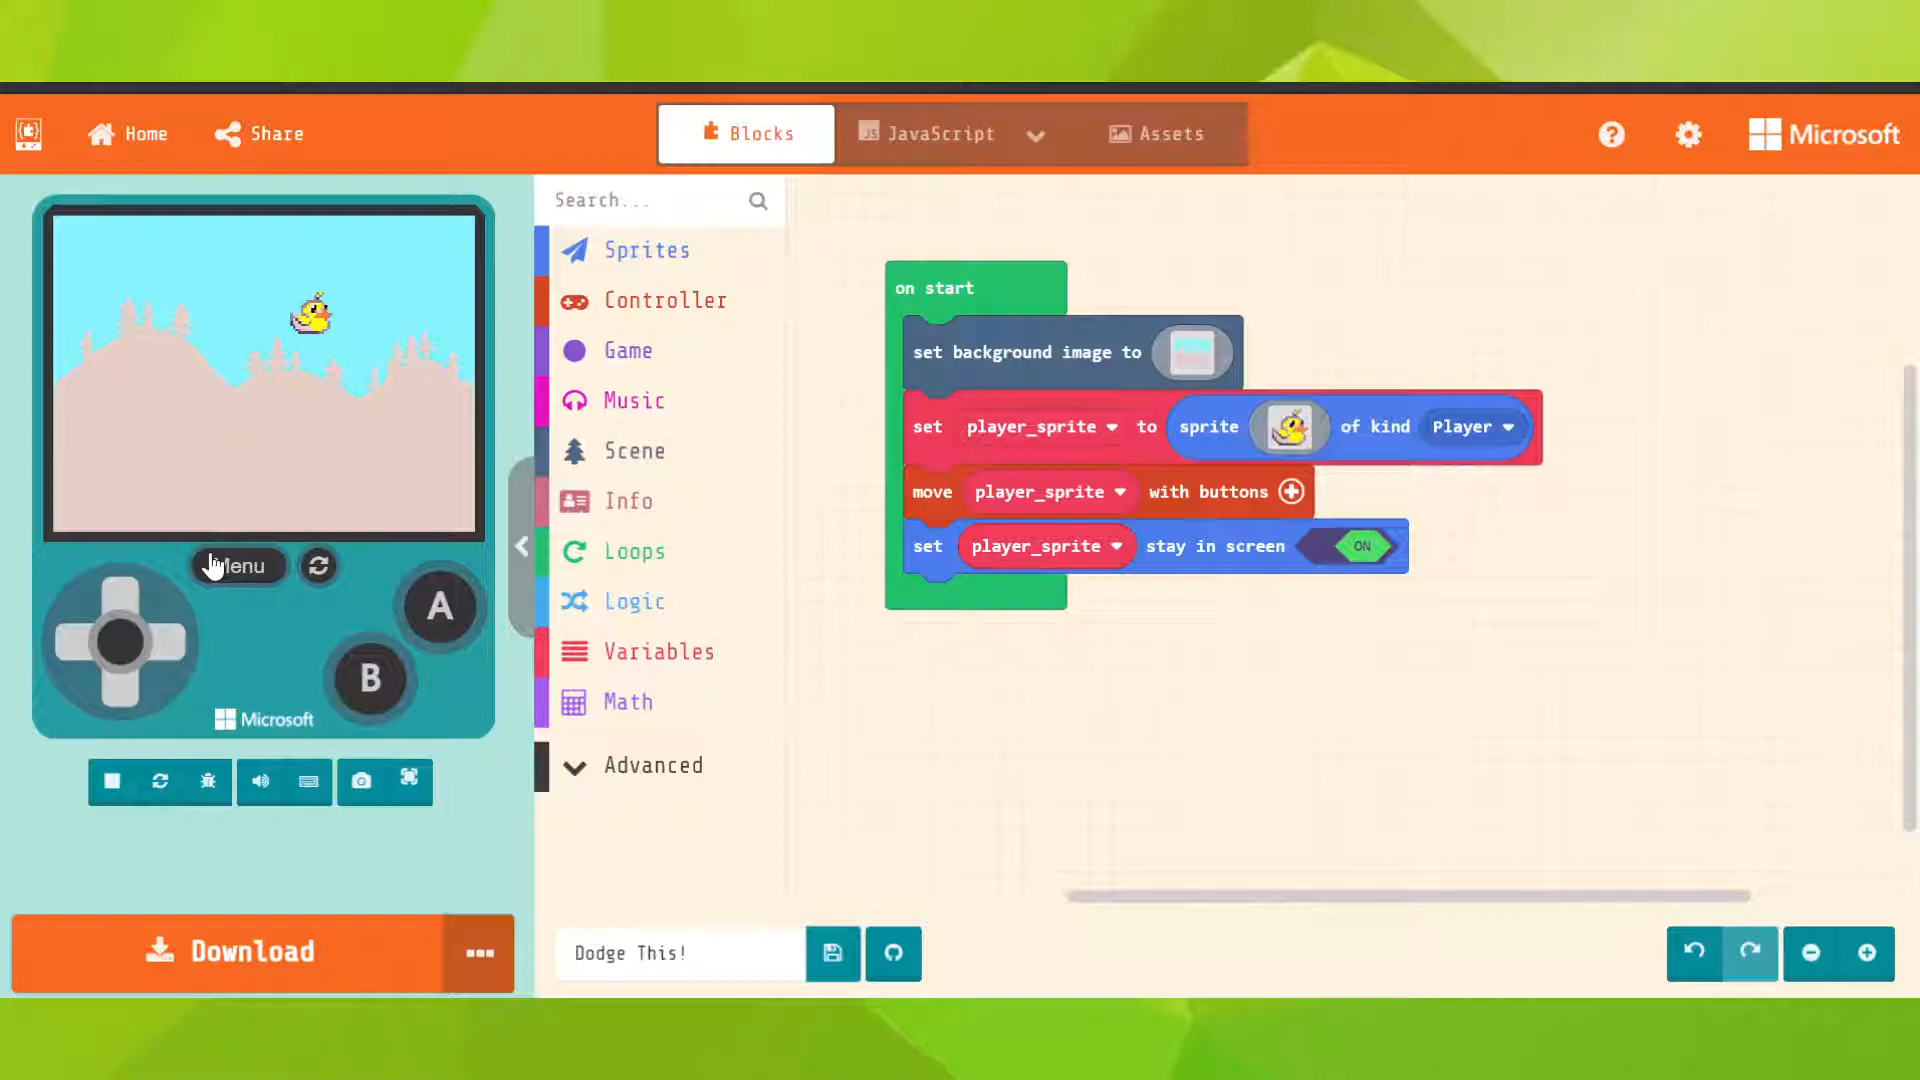 Home
Share
Blocks
JS JavaScript
Assets
Microsoft
Search...
Sprites
Controller
Game
Music
Scene
Info
Loops
Logic
Variables
Math
Advanced
on start
set background image to
set player_sprite to sprite of kind Player
move player_sprite with buttons
set player_sprite stay in screen ON
Menu
A
B
Microsoft
Download
Dodge This!